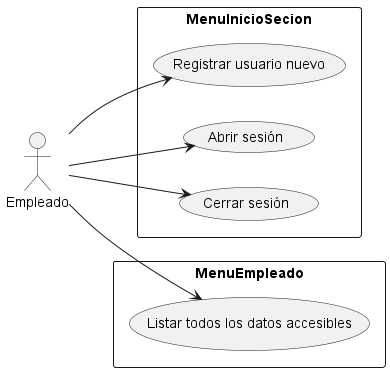 MenuInicioSecion
Registrar usuario nuevo
Abrir sesión
Empleado
Cerrar sesión
MenuEmpleado
Listar todos los datos accesibles